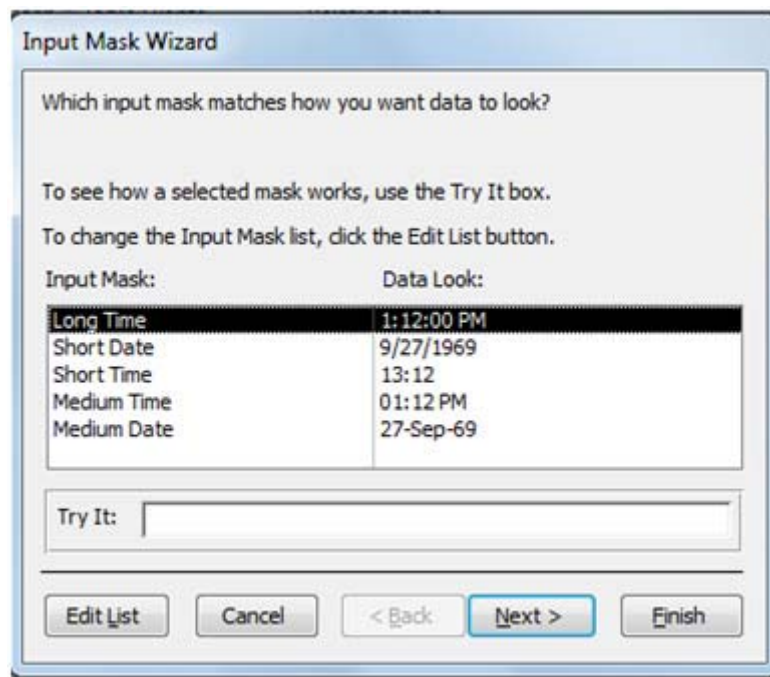 Input Mask Wizard
Which input mask matches how you want data to look?
To see how a selected mask works, use the Try It box.
To change the Input Mask list, click the Edit List button.
Input Mask: Data Look:
Long Time 1:12:00 PM
Short Date 9/27/1969
Short Time 13:12
Medium Time 01:12 PM
Medium Date 27-Sep-69
Try It:
Edit List Cancel < Back Next > Finish